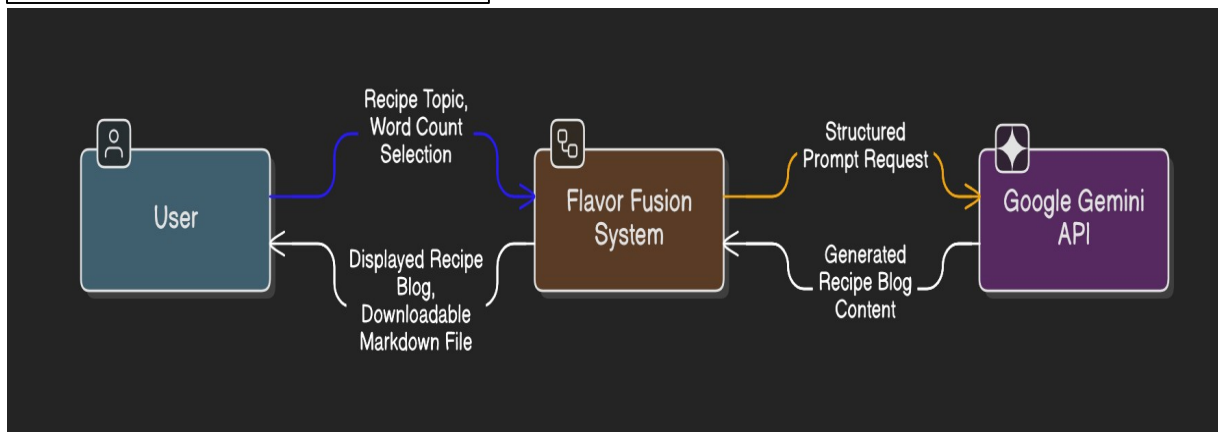 Recipe Topic,
Word Count
Selection
User
Displayed Recipe
Blog,
Downloadable
Markdown File
Flavor Fusion
System
Structured
Prompt Request
Generated
Recipe Blog
Content
Google Gemini
API